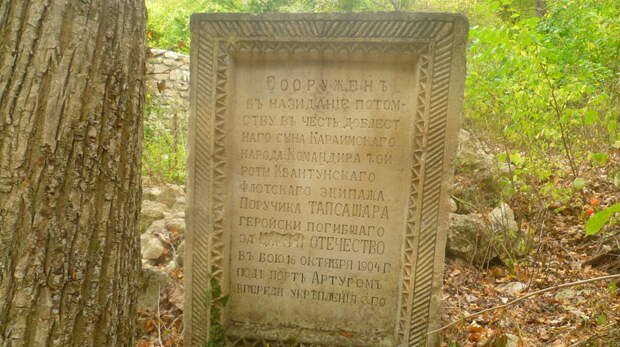 Сооруженъ
въ назиданіе потом-
ству въ честь доблест
наго сына Караимскаго
народа Командира
роты Квантунскаго
Флотскаго экипажа
Поручика ТАПСАШАРА
геройски погибшаго
за и ОТЕЧЕСТВО
въ бою 16 октября 1904 г
подъ Портъ Артуромъ
впереди укрѣпленія 3го